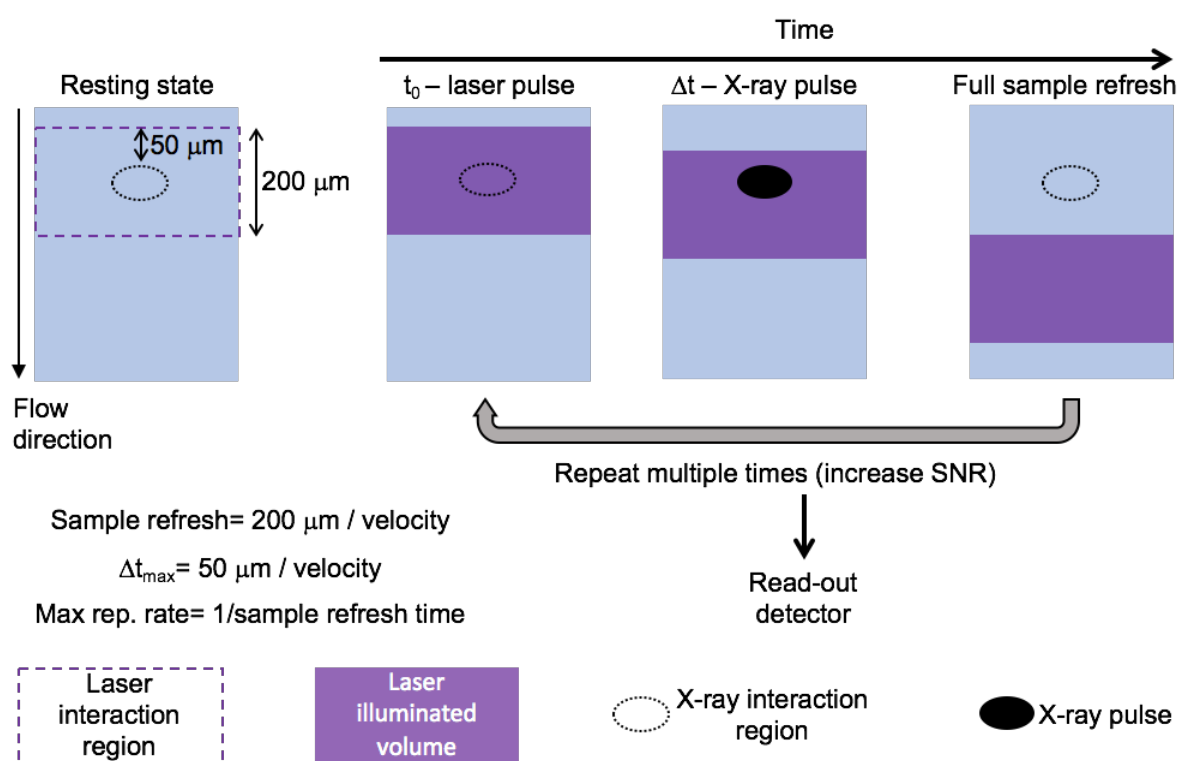 Time
Resting state
t₀ – laser pulse
Δt – X-ray pulse
Full sample refresh
50 μm
200 μm
Flow
direction
Repeat multiple times (increase SNR)
Sample refresh= 200 μm / velocity
Δtmax= 50 μm / velocity
Max rep. rate= 1/sample refresh time
Read-out
detector
Laser
interaction
region
Laser
illuminated
volume
X-ray interaction
region
X-ray pulse